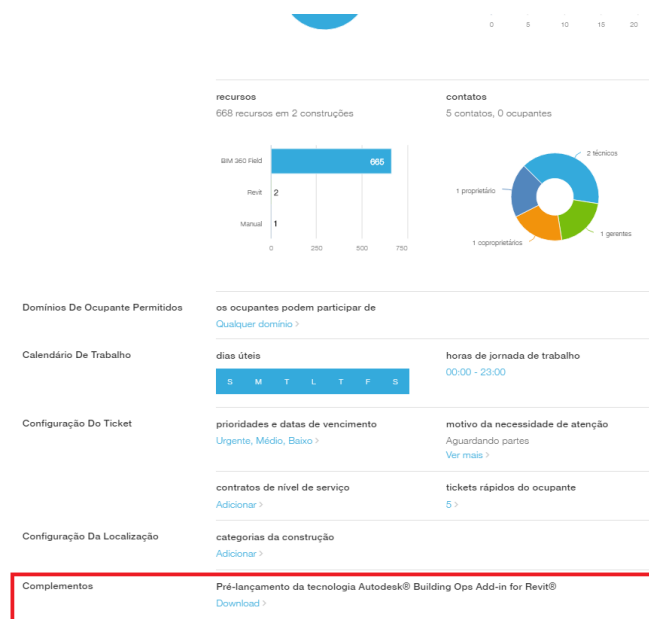 0 5 10 15 20
recursos
668 recursos em 2 construções
contatos
5 contatos, 0 ocupantes
BIM 360 Field 665
Revit 2
Manual 1
0 250 500 750
2 técnicos
1 proprietário
1 gerentes
1 coproprietários
Domínios De Ocupante Permitidos
os ocupantes podem participar de
Qualquer domínio >
Calendário De Trabalho
dias úteis
S M T L T F S
horas de jornada de trabalho
00:00 - 23:00
Configuração Do Ticket
prioridades e datas de vencimento
Urgente, Médio, Baixo >
motivo da necessidade de atenção
Aguardando partes
Ver mais >
contratos de nível de serviço
Adicionar >
tickets rápidos do ocupante
5 >
Configuração Da Localização
categorias da construção
Adicionar >
Complementos
Pré-lançamento da tecnologia Autodesk® Building Ops Add-in for Revit®
Download >